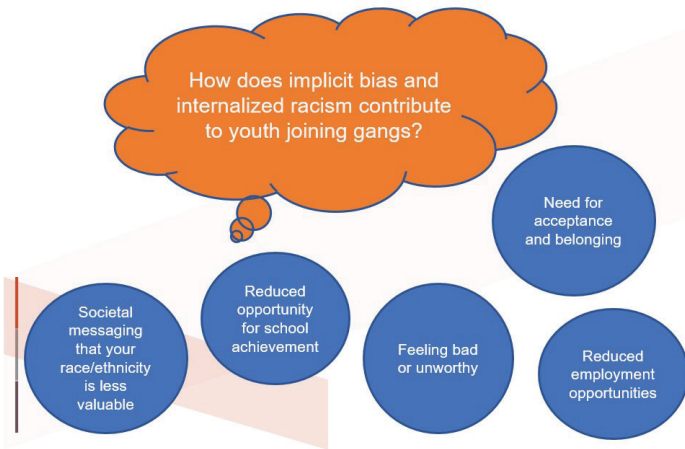 How does implicit bias and
internalized racism contribute
to youth joining gangs?
Need for
acceptance
and belonging
Societal
messaging
that your
race/ethnicity
is less
valuable
Reduced
opportunity
for school
achievement
Feeling bad
or unworthy
Reduced
employment
opportunities